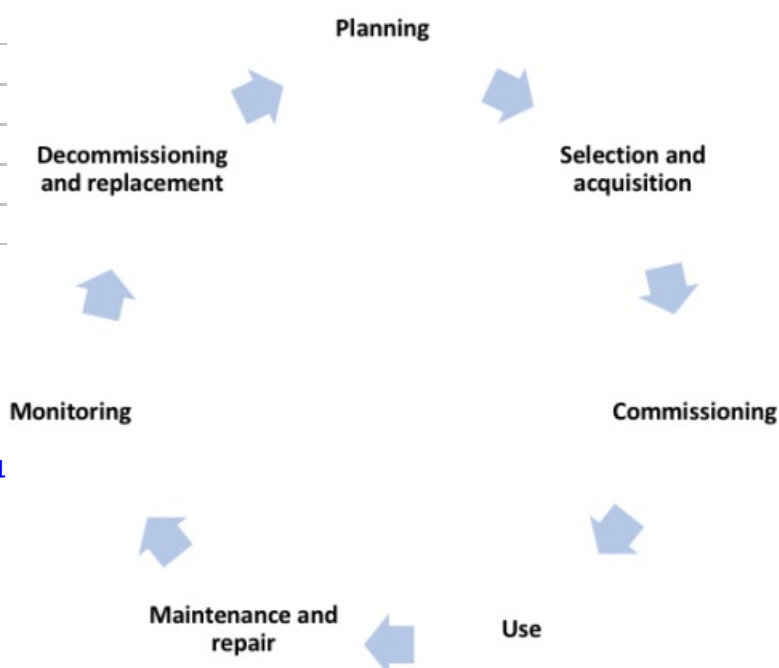 Planning
Selection and
acquisition
Commissioning
Use
Maintenance and
repair
Monitoring
Decommissioning
and replacement